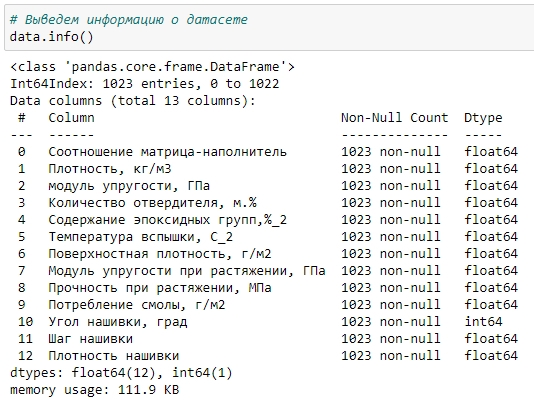 # Выведем информацию о датасете
data.info()
<class 'pandas.core.frame.DataFrame'>
Int64Index: 1023 entries, 0 to 1022
Data columns (total 13 columns):
 #   Column                                Non-Null Count  Dtype
---  ------                                --------------  -----
 0   Соотношение матрица-наполнитель       1023 non-null   float64
 1   Плотность, кг/м3                      1023 non-null   float64
 2   модуль упругости, ГПа                 1023 non-null   float64
 3   Количество отвердителя, м.%           1023 non-null   float64
 4   Содержание эпоксидных групп,%_2       1023 non-null   float64
 5   Температура вспышки, С_2              1023 non-null   float64
 6   Поверхностная плотность, г/м2         1023 non-null   float64
 7   Модуль упругости при растяжении, ГПа  1023 non-null   float64
 8   Прочность при растяжении, МПа         1023 non-null   float64
 9   Потребление смолы, г/м2               1023 non-null   float64
 10  Угол нашивки, град                    1023 non-null   int64
 11  Шаг нашивки                           1023 non-null   float64
 12  Плотность нашивки                     1023 non-null   float64
dtypes: float64(12), int64(1)
memory usage: 111.9 KB